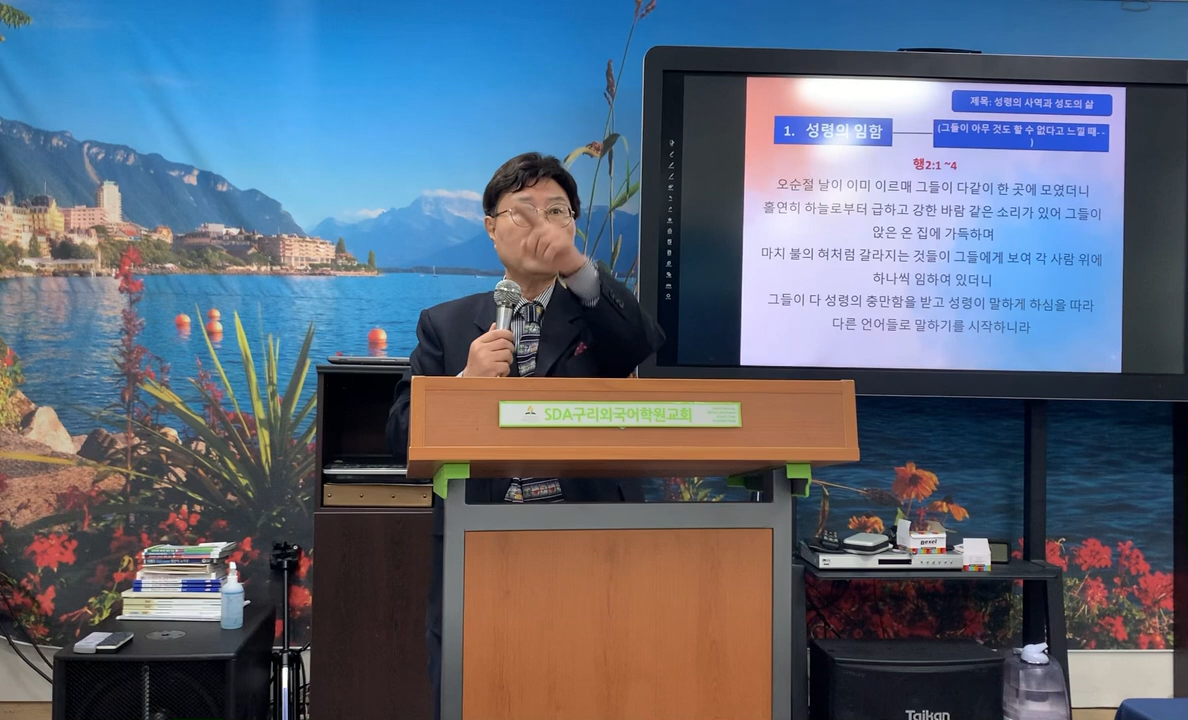 제목: 성령의 사역과 성도의 삶
1. 성령의 임함
(그들이 아무 것도 할 수 없다고 느낄 때- -
)
행2:1 ~4
오순절 날이 이미 이르매 그들이 다같이 한 곳에 모였더니
홀연히 하늘로부터 급하고 강한 바람 같은 소리가 있어 그들이
앉은 온 집에 가득하며
마치 불의 혀처럼 갈라지는 것들이 그들에게 보여 각 사람 위에
하나씩 임하여 있더니
그들이 다 성령의 충만함을 받고 성령이 말하게 하심을 따라
다른 언어들로 말하기를 시작하니라
SDA구리외국어학원교회
Taikan